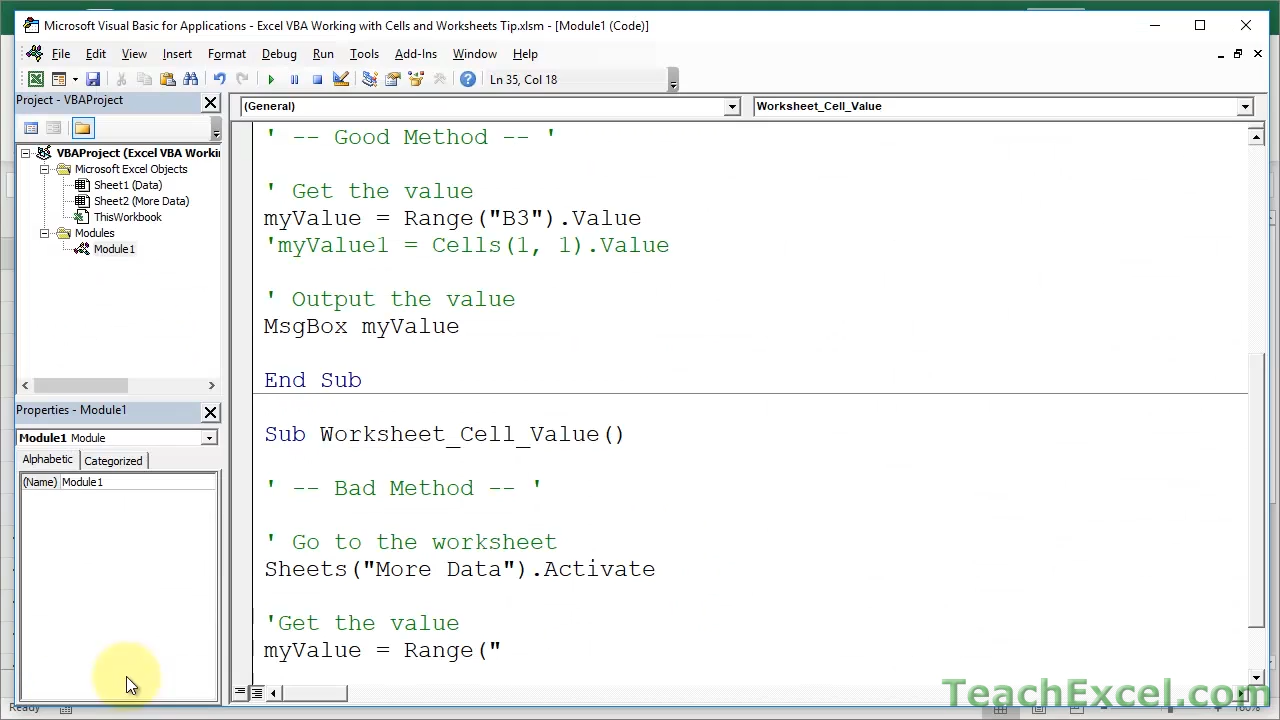 Microsoft Visual Basic for Applications - Excel VBA Working with Cells and Worksheets Tip.xlsm - [Module1 (Code)]
File Edit View Insert Format Debug Run Tools Add-Ins Window Help
Ln 35, Col 18
Project - VBAProject
(General)
Worksheet_Cell_Value
VBAProject (Excel VBA Worki
Microsoft Excel Objects
Sheet1 (Data)
Sheet2 (More Data)
ThisWorkbook
Modules
Module1
Properties - Module1
Module1 Module
Alphabetic Categorized
(Name) Module1
' -- Good Method -- '
' Get the value
myValue = Range("B3").Value
'myValue1 = Cells(1, 1).Value
' Output the value
MsgBox myValue
End Sub
Sub Worksheet_Cell_Value()
' -- Bad Method -- '
' Go to the worksheet
Sheets("More Data").Activate
'Get the value
myValue = Range("
TeachExcel.com
Ready